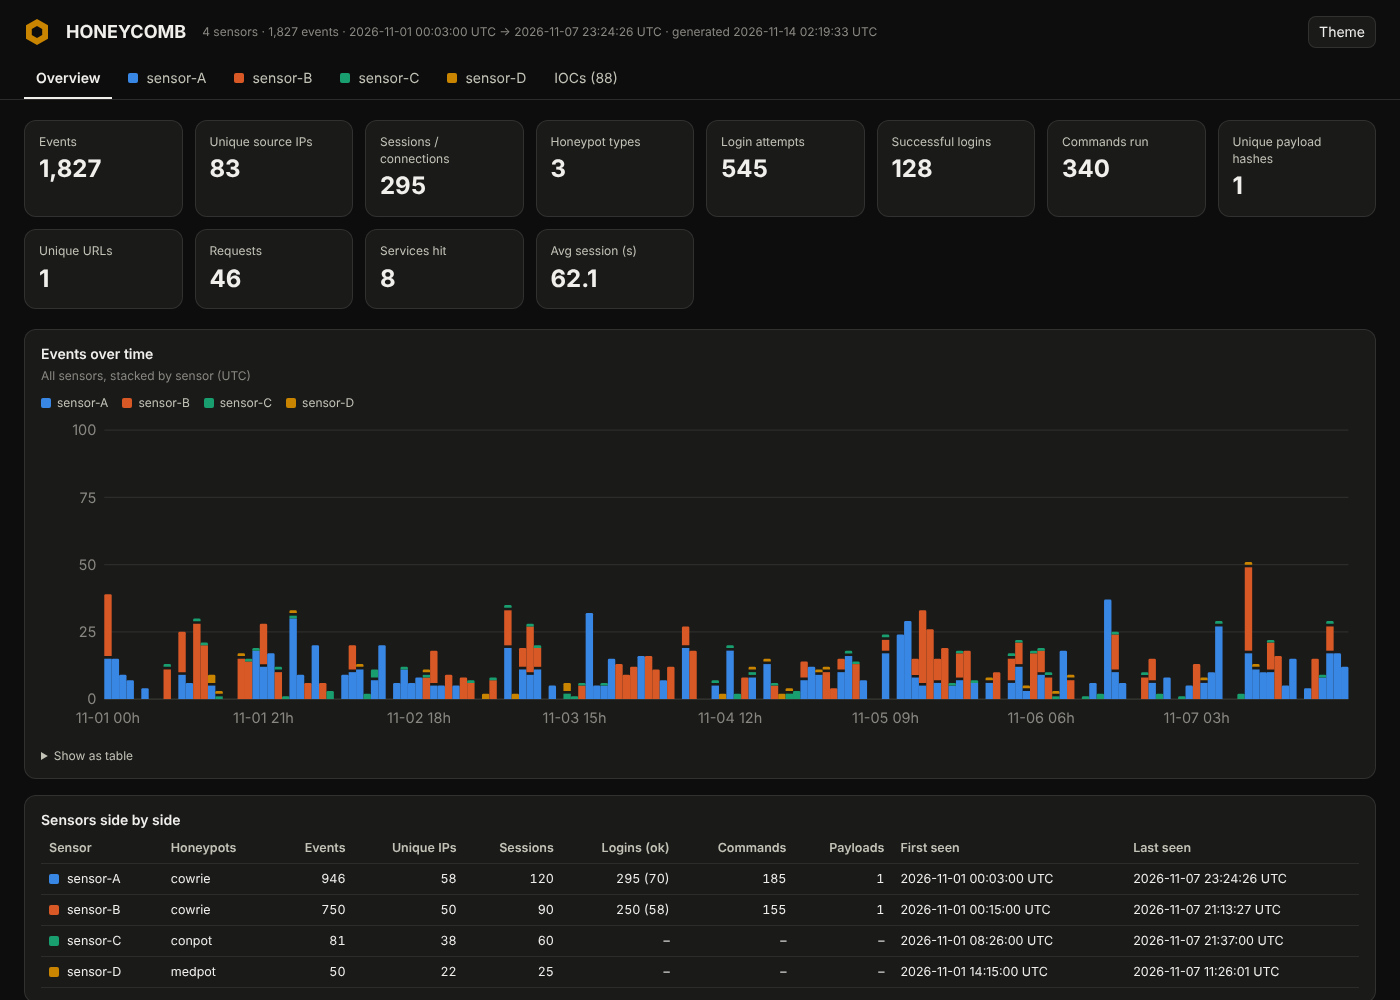 HONEYCOMB 4 sensors · 1,827 events · 2026-11-01 00:03:00 UTC → 2026-11-07 23:24:26 UTC · generated 2026-11-14 02:19:33 UTC Theme
Overview sensor-A sensor-B sensor-C sensor-D IOCs (88)
Events
1,827
Unique source IPs
83
Sessions /
connections
295
Honeypot types
3
Login attempts
545
Successful logins
128
Commands run
340
Unique payload
hashes
1
Unique URLs
1
Requests
46
Services hit
8
Avg session (s)
62.1
Events over time
All sensors, stacked by sensor (UTC)
sensor-A sensor-B sensor-C sensor-D
100
75
50
25
0
11-01 00h 11-01 21h 11-02 18h 11-03 15h 11-04 12h 11-05 09h 11-06 06h 11-07 03h
Show as table
Sensors side by side
Sensor Honeypots Events Unique IPs Sessions Logins (ok) Commands Payloads First seen Last seen
sensor-A cowrie 946 58 120 295 (70) 185 1 2026-11-01 00:03:00 UTC 2026-11-07 23:24:26 UTC
sensor-B cowrie 750 50 90 250 (58) 155 1 2026-11-01 00:15:00 UTC 2026-11-07 21:13:27 UTC
sensor-C conpot 81 38 60 – – – 2026-11-01 08:26:00 UTC 2026-11-07 21:37:00 UTC
sensor-D medpot 50 22 25 – – – 2026-11-01 14:15:00 UTC 2026-11-07 11:26:01 UTC